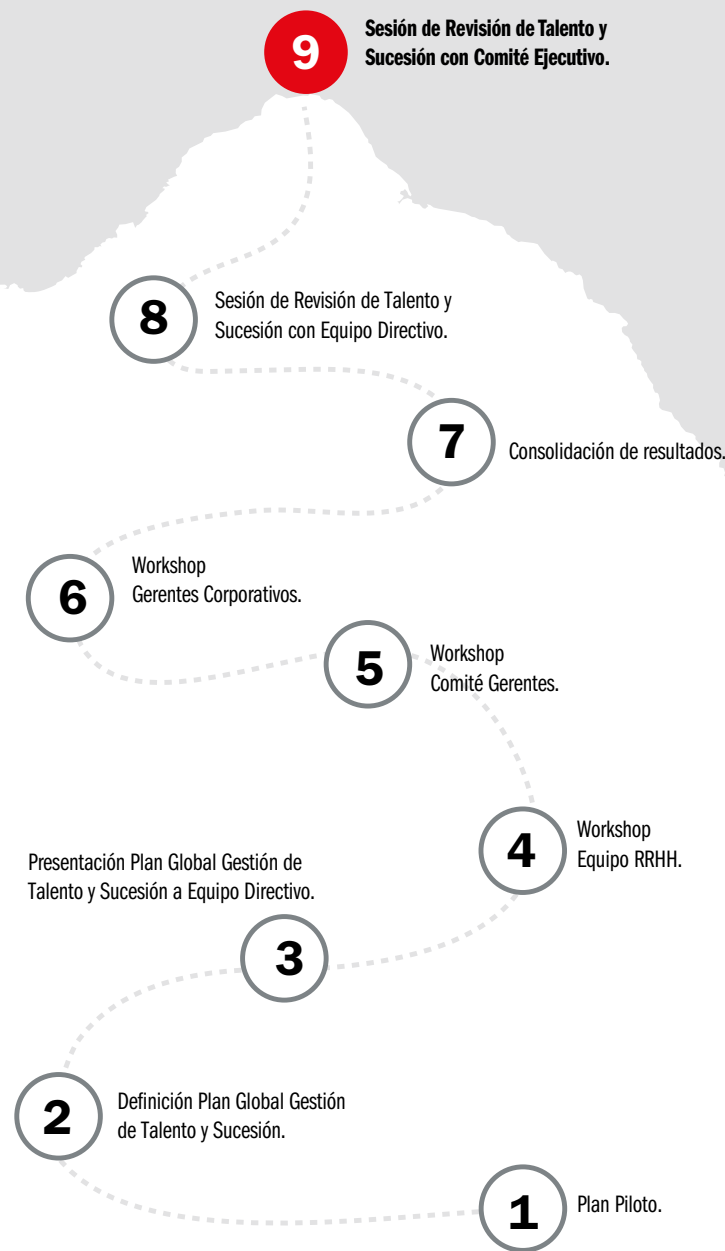 9
Sesión de Revisión de Talento y
Sucesión con Comité Ejecutivo.
8
Sesión de Revisión de Talento y
Sucesión con Equipo Directivo.
7
Consolidación de resultados.
6
Workshop
Gerentes Corporativos.
5
Workshop
Comité Gerentes.
4
Workshop
Equipo RRHH.
Presentación Plan Global Gestión de
Talento y Sucesión a Equipo Directivo.
3
2
Definición Plan Global Gestión
de Talento y Sucesión.
1
Plan Piloto.